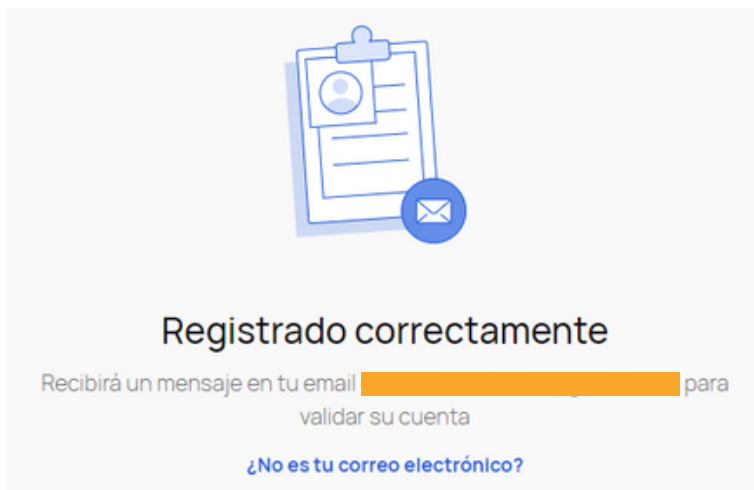 Registrado correctamente
Recibirá un mensaje en tu email para
validar su cuenta
¿No es tu correo electrónico?